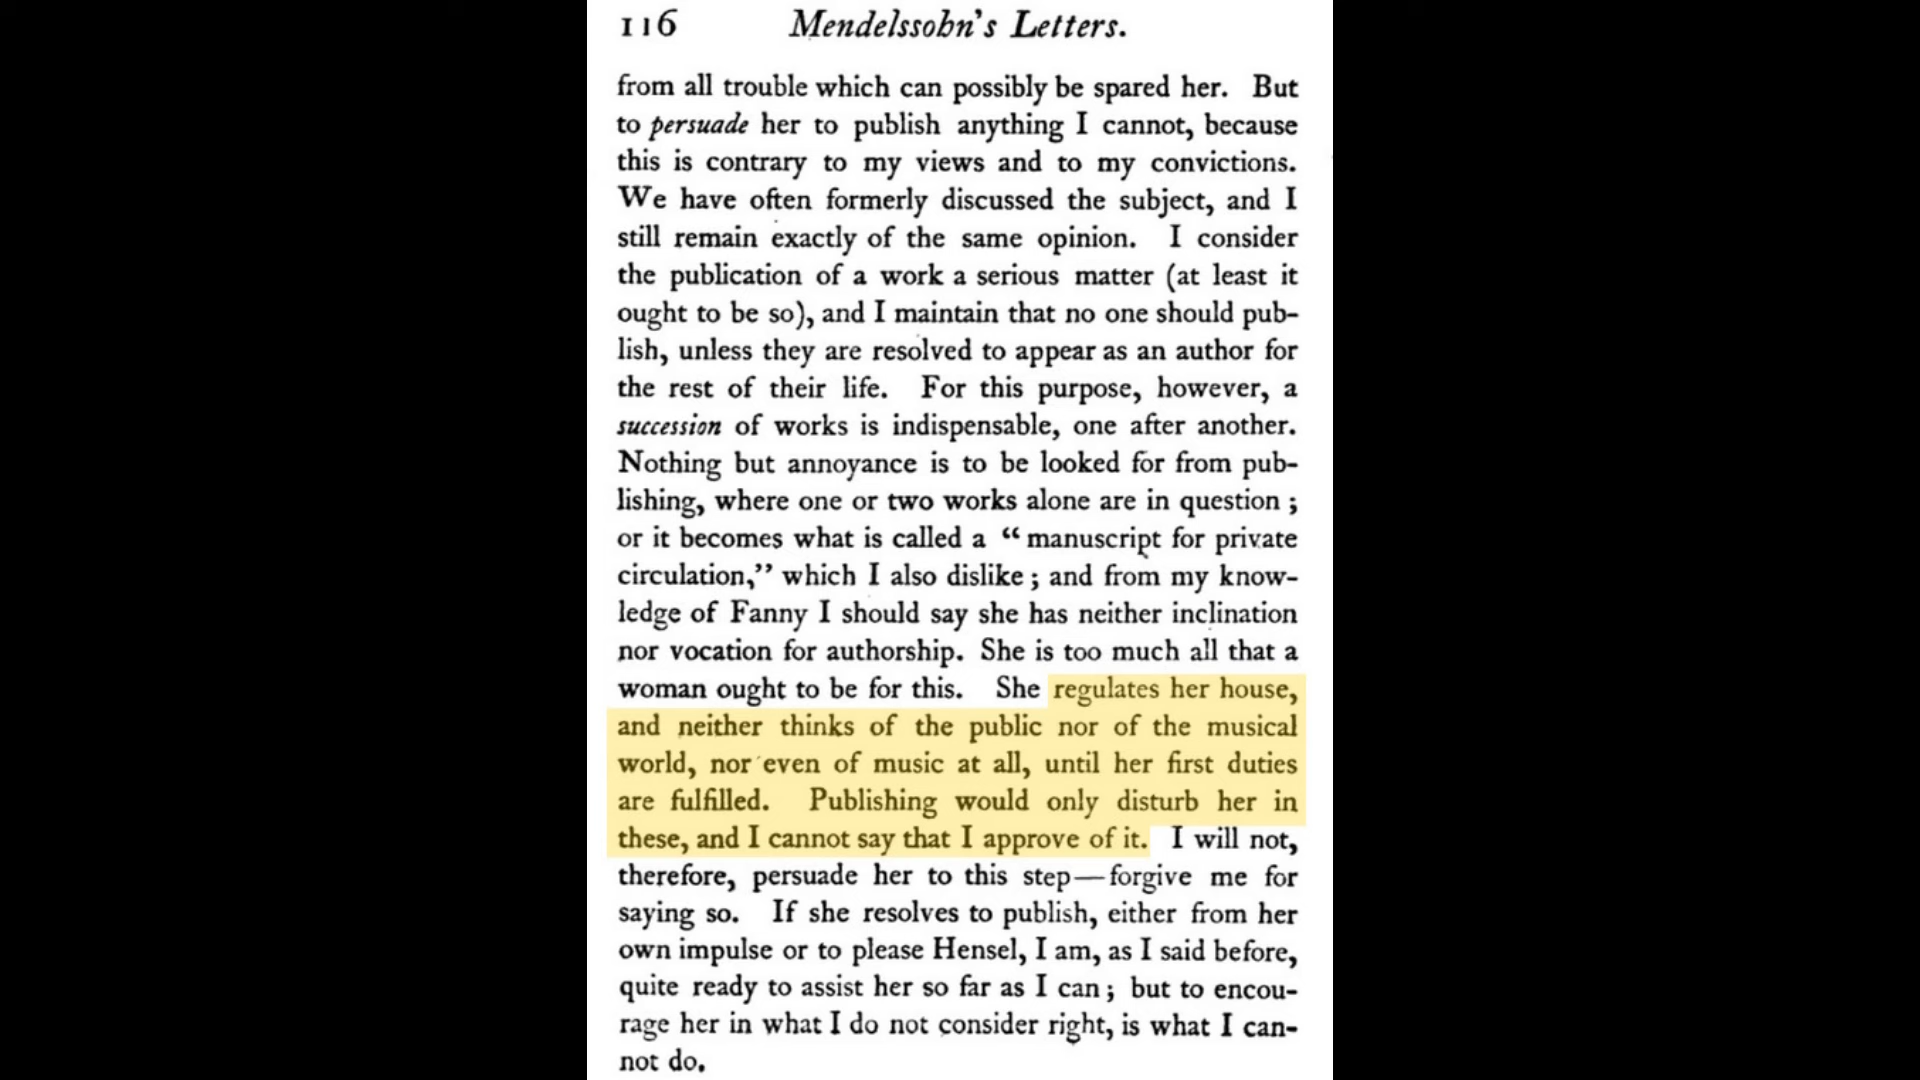 116 Mendelssohn's Letters.
from all trouble which can possibly be spared her. But
to persuade her to publish anything I cannot, because
this is contrary to my views and to my convictions.
We have often formerly discussed the subject, and I
still remain exactly of the same opinion. I consider
the publication of a work a serious matter (at least it
ought to be so), and I maintain that no one should pub-
lish, unless they are resolved to appear as an author for
the rest of their life. For this purpose, however, a
succession of works is indispensable, one after another.
Nothing but annoyance is to be looked for from pub-
lishing, where one or two works alone are in question ;
or it becomes what is called a “ manuscript for private
circulation,” which I also dislike ; and from my know-
ledge of Fanny I should say she has neither inclination
nor vocation for authorship. She is too much all that a
woman ought to be for this. She regulates her house,
and neither thinks of the public nor of the musical
world, nor even of music at all, until her first duties
are fulfilled. Publishing would only disturb her in
these, and I cannot say that I approve of it. I will not,
therefore, persuade her to this step—forgive me for
saying so. If she resolves to publish, either from her
own impulse or to please Hensel, I am, as I said before,
quite ready to assist her so far as I can ; but to encou-
rage her in what I do not consider right, is what I can-
not do.